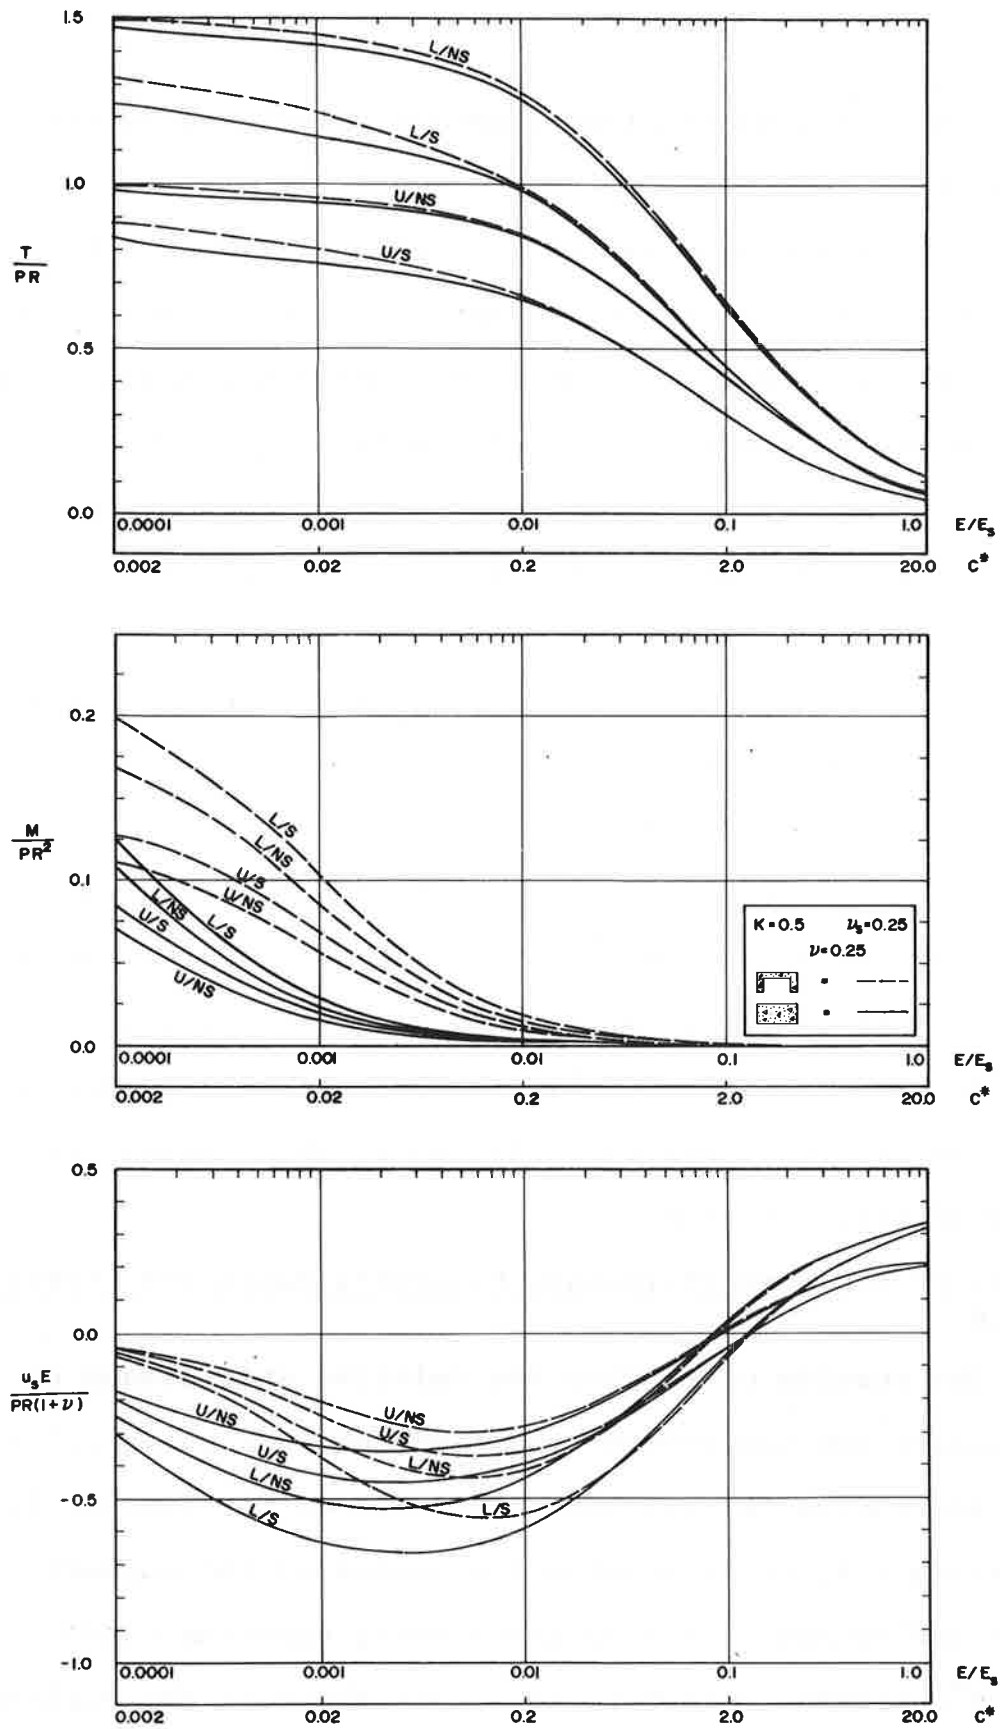 1.5
L/NS
L/S
1.0
U/NS
U/S
T
PR
0.5
0.0
0.0001 0.001 0.01 0.1 1.0 E/Es
0.002 0.02 0.2 2.0 20.0 C*
0.2
L/S
L/NS
M
PR²
U/S
U/NS
0.1
L/NS
L/S
U/S
U/NS
K=0.5 νs=0.25
ν=0.25
0.0
0.0001 0.001 0.01 0.1 1.0 E/Es
0.002 0.02 0.2 2.0 20.0 C*
0.5
0.0
usE
PR(1+ν)
U/NS
U/NS
U/S
U/S
L/NS
L/NS
-0.5
L/S
L/S
-1.0
0.0001 0.001 0.01 0.1 1.0 E/Es
0.002 0.02 0.2 2.0 20.0 C*